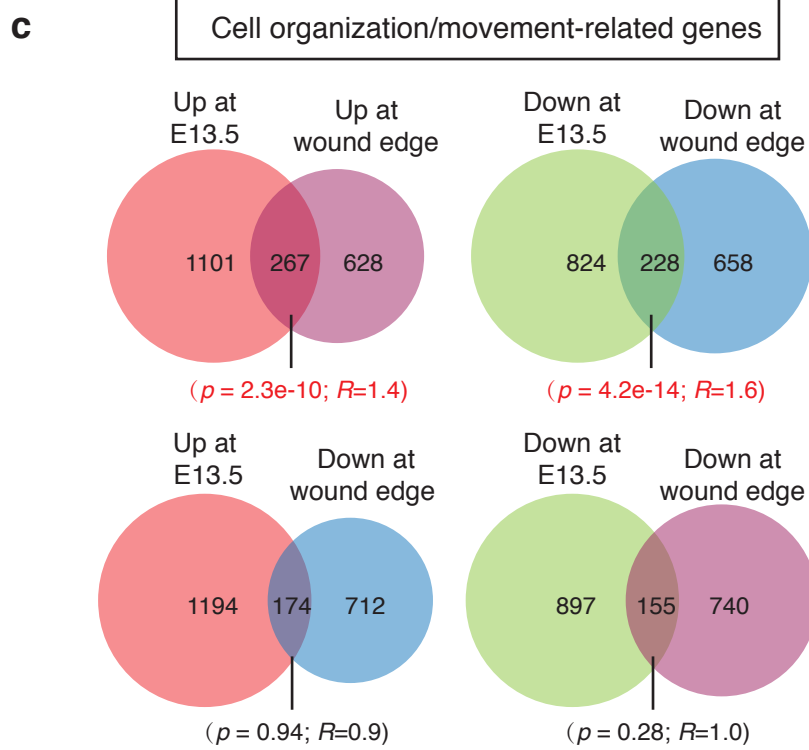 c
Cell organization/movement-related genes
Up at
E13.5
Up at
wound edge
1101
267
628
(p = 2.3e-10; R=1.4)
Down at
E13.5
Down at
wound edge
824
228
658
(p = 4.2e-14; R=1.6)
Up at
E13.5
Down at
wound edge
1194
174
712
(p = 0.94; R=0.9)
Down at
E13.5
Down at
wound edge
897
155
740
(p = 0.28; R=1.0)